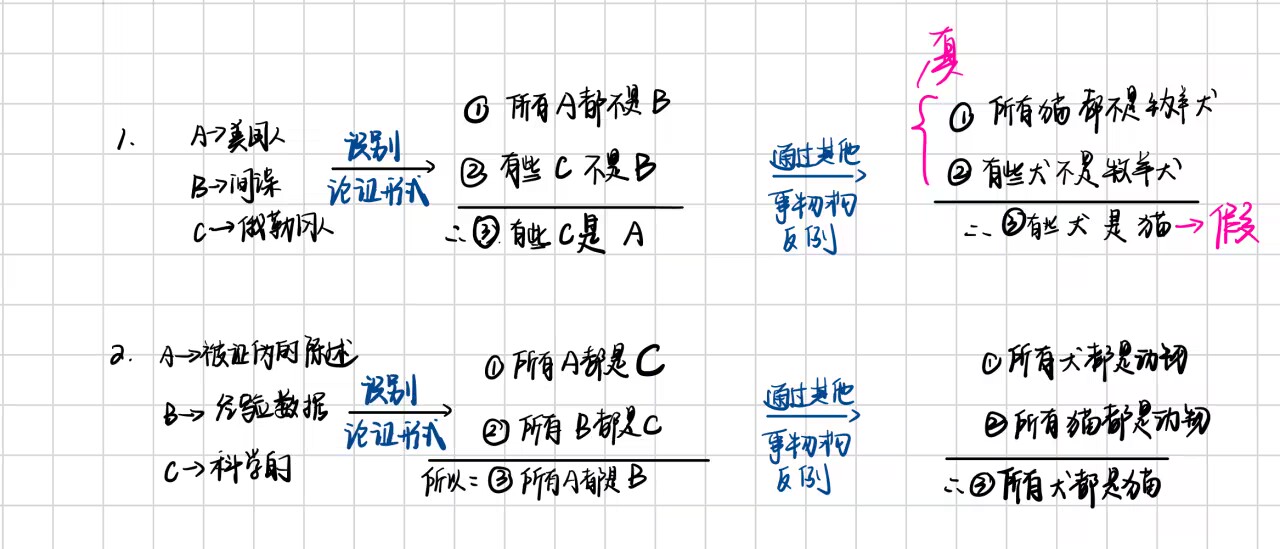 1.
A→美国人
B→间谍
C→俄勒冈人
识别
论证形式
① 所有A都不是B
② 有些C不是B
∴③有些C是A
通过其他
事物构
反例
真
① 所有猫都不是牧羊犬
② 有些犬不是牧羊犬
∴③有些犬是猫→假
2.
A→被证伪的陈述
B→经验数据
C→科学的
识别
论证形式
①所有A都是C
②所有B都是C
所以:③所有A都是B
通过其他
事物构
反例
①所有犬都是动物
②所有猫都是动物
∴③所有犬都是猫